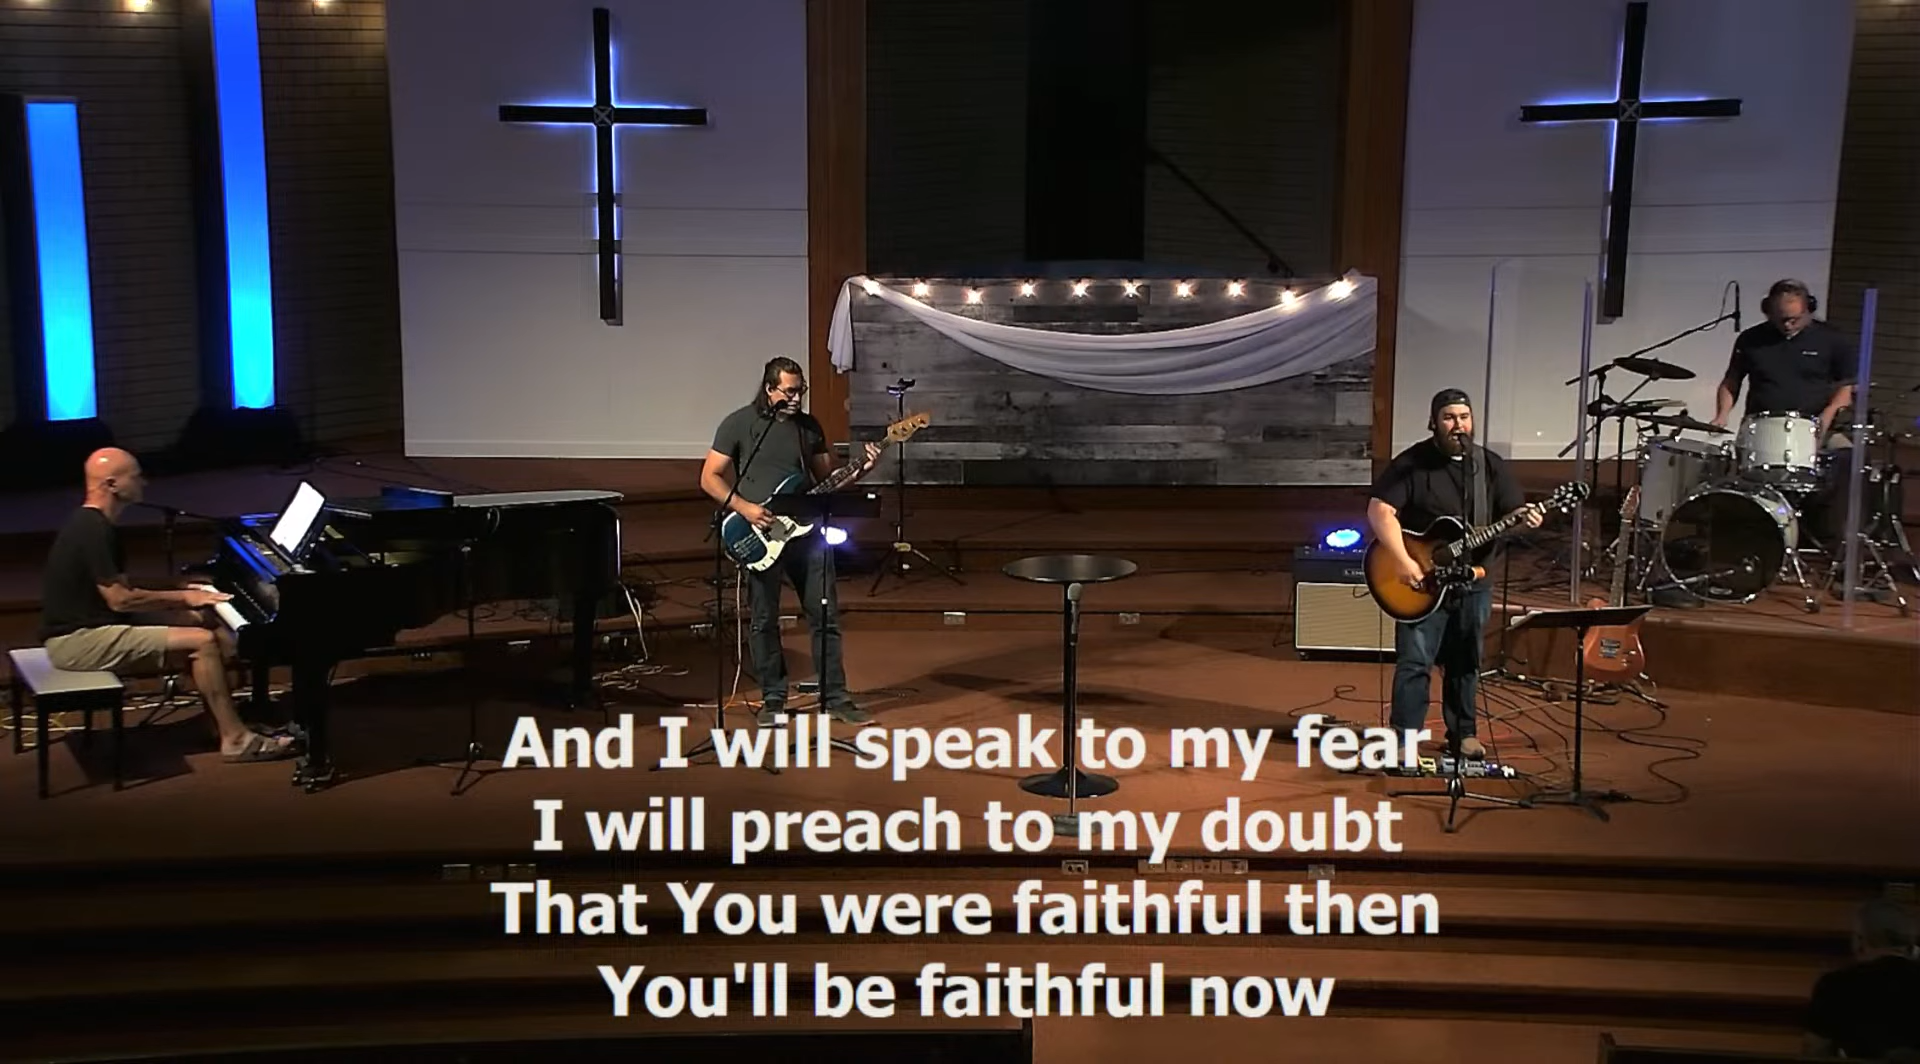 And I will speak to my fear
I will preach to my doubt
That You were faithful then
You'll be faithful now